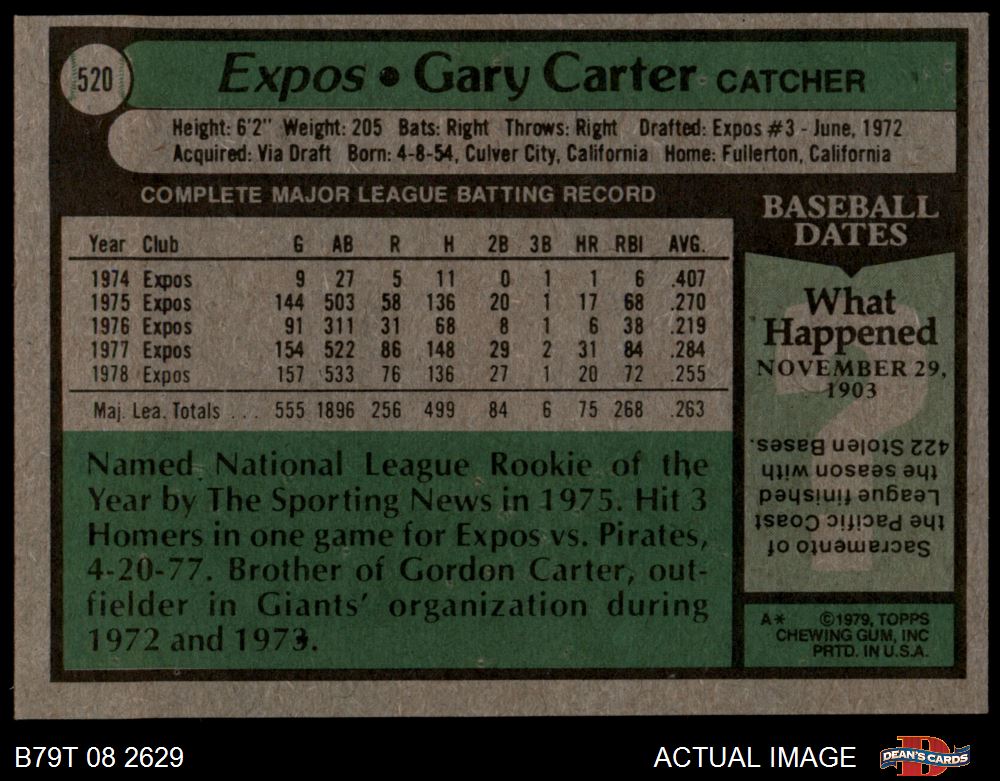 520
Expos • Gary Carter CATCHER
Height: 6'2" Weight: 205 Bats: Right Throws: Right Drafted: Expos #3 - June, 1972
Acquired: Via Draft Born: 4-8-54, Culver City, California Home: Fullerton, California
COMPLETE MAJOR LEAGUE BATTING RECORD
Year Club G AB R H 2B 3B HR RBI AVG.
1974 Expos 9 27 5 11 0 1 1 6 .407
1975 Expos 144 503 58 136 20 1 17 68 .270
1976 Expos 91 311 31 68 8 1 6 38 .219
1977 Expos 154 522 86 148 29 2 31 84 .284
1978 Expos 157 533 76 136 27 1 20 72 .255
Maj. Lea. Totals ... 555 1896 256 499 84 6 75 268 .263
Named National League Rookie of the
Year by The Sporting News in 1975. Hit 3
Homers in one game for Expos vs. Pirates,
4-20-77. Brother of Gordon Carter, out-
fielder in Giants' organization during
1972 and 1973.
BASEBALL
DATES
What
Happened
NOVEMBER 29,
1903
?
Sacramento of
the Pacific Coast
League finished
the season with
422 Stolen Bases.
A* ©1979, TOPPS
CHEWING GUM, INC
PRTD. IN U.S.A.
B79T 08 2629
ACTUAL IMAGE
D
DEAN'S CARDS